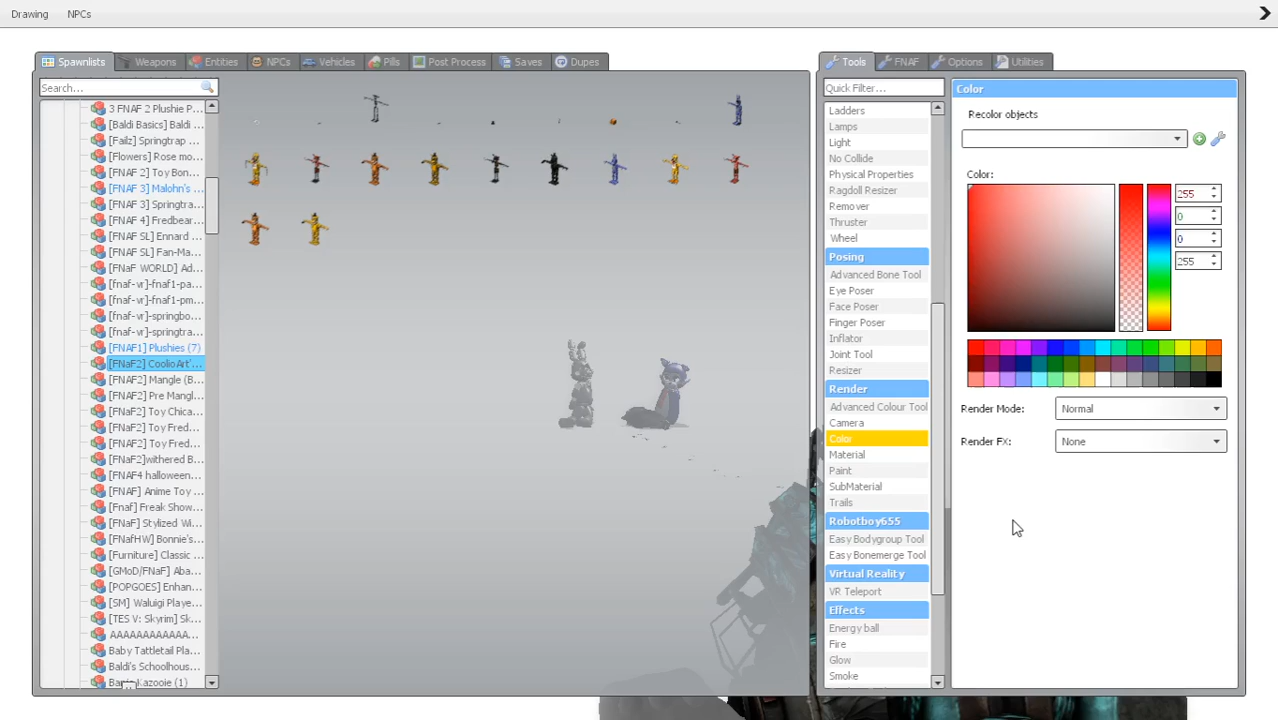 Drawing NPCs
Spawnlists Weapons Entities NPCs Vehicles Pills Post Process Saves Dupes
Search...
3 FNAF 2 Plushie P...
[Baldi Basics] Baldi ...
[Failz] Springtrap ...
[Flowers] Rose mo...
[FNAF 2] Toy Bon...
[FNAF 3] Malohn's ...
[FNAF 3] Springtra...
[FNAF 4] Fredbear...
[FNAF SL] Ennard ...
[FNAF SL] Fan-Ma...
[FNaF WORLD] Ad...
[fnaf-vr]-fnaf1-pa...
[fnaf-vr]-fnaf1-pm...
[fnaf-vr]-springbo...
[fnaf-vr]-springtra...
[FNAF1] Plushies (7)
[FNaF2] CoolioArt'...
[FNAF2] Mangle (B...
[FNAF2] Pre Mangl...
[FNAF2] Toy Chica...
[FNAF2] Toy Fred...
[FNAF2] Toy Fred...
[FNAF2]withered B...
[FNAF4 halloween...
[FNAF] Anime Toy ...
[Fnaf] Freak Show...
[FNaF] Stylized Wi...
[FNafHW] Bonnie's...
[Furniture] Classic ...
[GMoD/FNaF] Aba...
[POPGOES] Enhan...
[SM] Waluigi Playe...
[TES V: Skyrim] Sk...
AAAAAAAAAAAA...
Baby Tattletail Pla...
Baldi's Schoolhous...
Kazooie (1)
Tools FNAF Options Utilities
Quick Filter...
Ladders
Lamps
Light
No Collide
Physical Properties
Ragdoll Resizer
Remover
Thruster
Wheel
Posing
Advanced Bone Tool
Eye Poser
Face Poser
Finger Poser
Inflator
Joint Tool
Resizer
Render
Advanced Colour Tool
Camera
Color
Material
Paint
SubMaterial
Trails
Robotboy655
Easy Bodygroup Tool
Easy Bonemerge Tool
Virtual Reality
VR Teleport
Effects
Energy ball
Fire
Glow
Smoke
Color
Recolor objects
Color:
255
0
0
255
Render Mode: Normal
Render FX: None